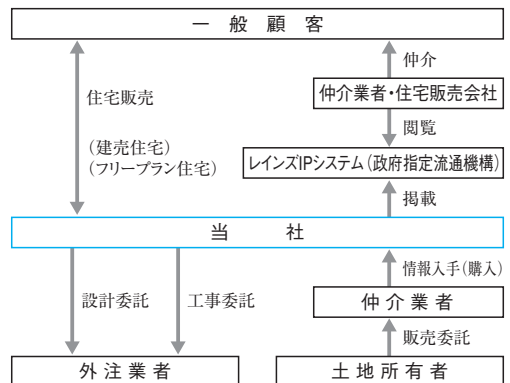 一般顧客
仲介
住宅販売
仲介業者・住宅販売会社
閲覧
(建売住宅)
(フリープラン住宅)
レインズIPシステム(政府指定流通機構)
掲載
当社
情報入手(購入)
設計委託
工事委託
仲介業者
販売委託
外注業者
土地所有者